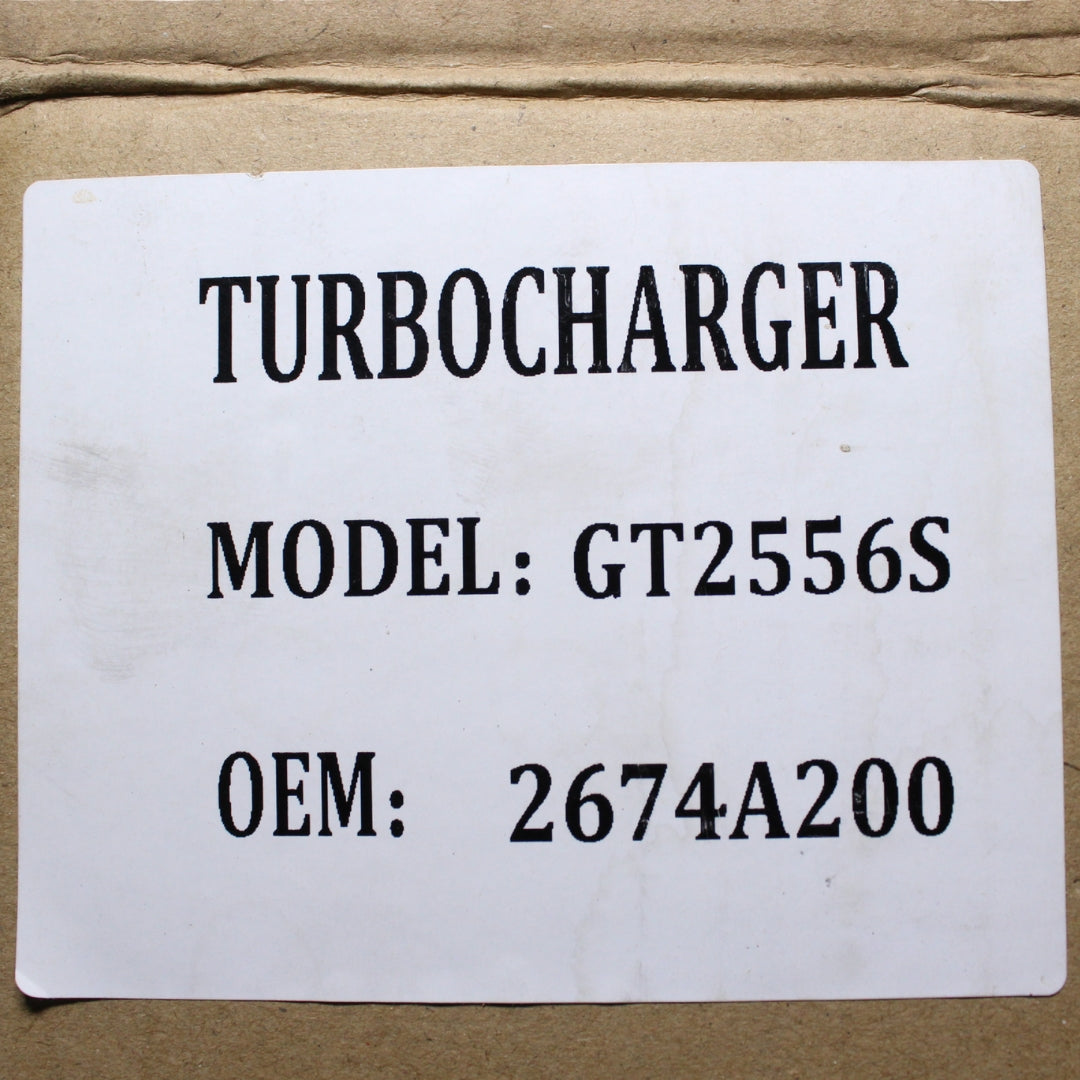 TURBOCHARGER
MODEL: GT2556S
OEM: 2674A200